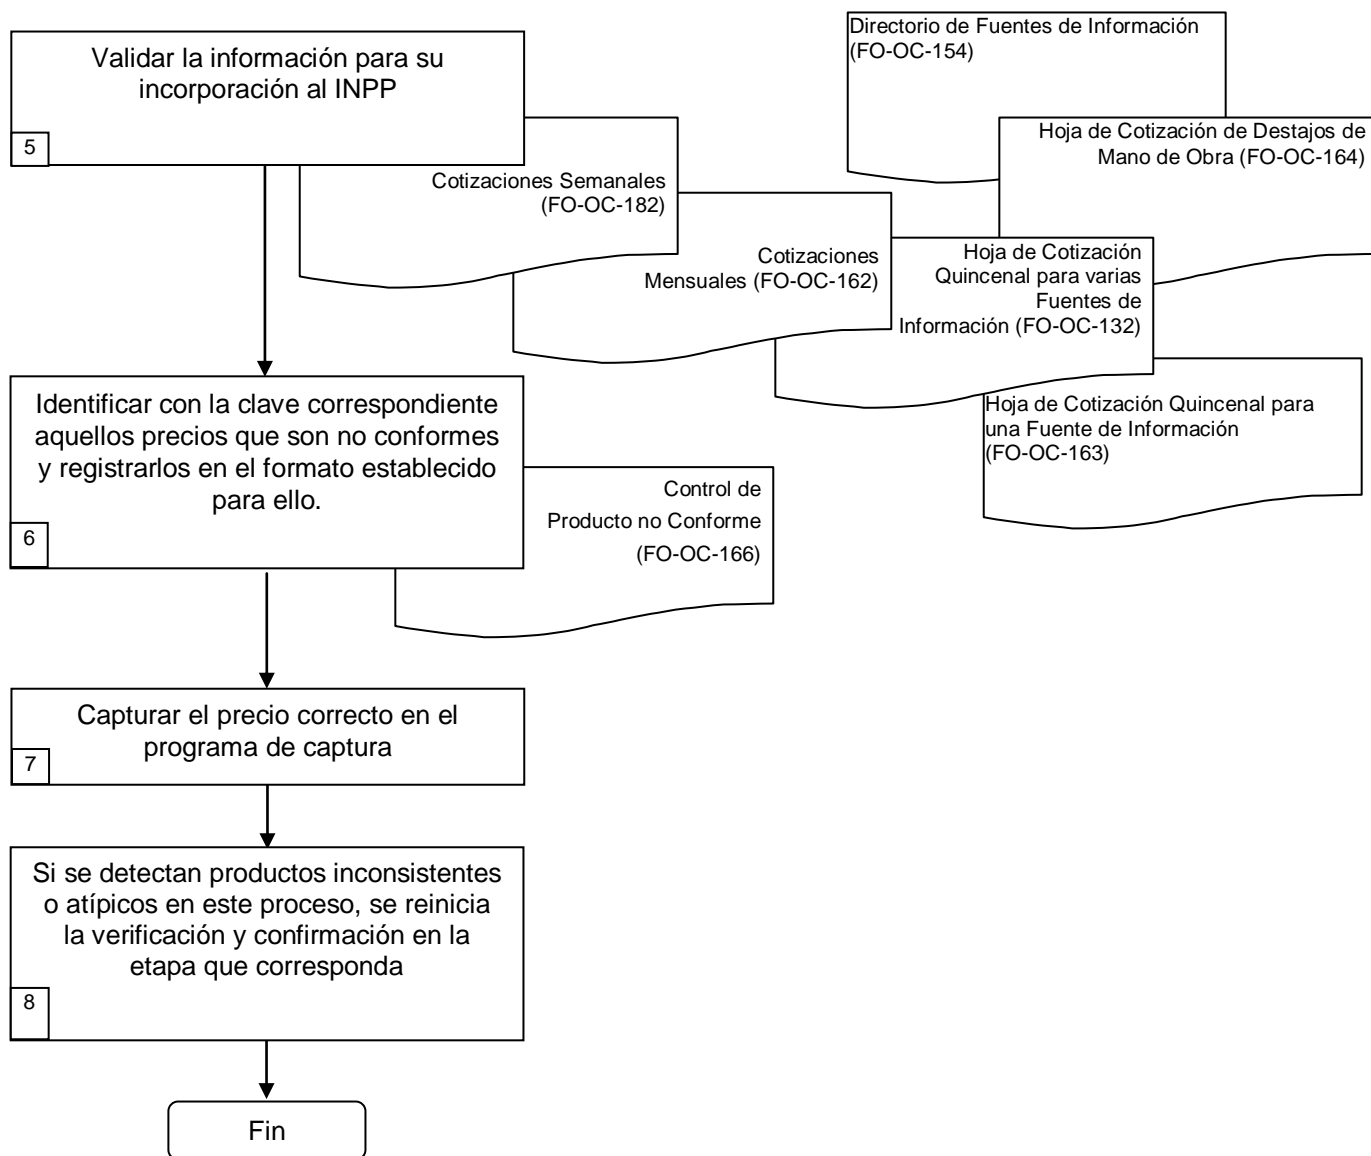 Validar la información para su
incorporación al INPP
5
Directorio de Fuentes de Información
(FO-OC-154)
Hoja de Cotización de Destajos de
Mano de Obra (FO-OC-164)
Cotizaciones Semanales
(FO-OC-182)
Cotizaciones
Mensuales (FO-OC-162)
Hoja de Cotización
Quincenal para varias
Fuentes de
Información (FO-OC-132)
Hoja de Cotización Quincenal para
una Fuente de Información
(FO-OC-163)
Identificar con la clave correspondiente
aquellos precios que son no conformes
y registrarlos en el formato establecido
para ello.
6
Control de
Producto no Conforme
(FO-OC-166)
Capturar el precio correcto en el
programa de captura
7
Si se detectan productos inconsistentes
o atípicos en este proceso, se reinicia
la verificación y confirmación en la
etapa que corresponda
8
Fin